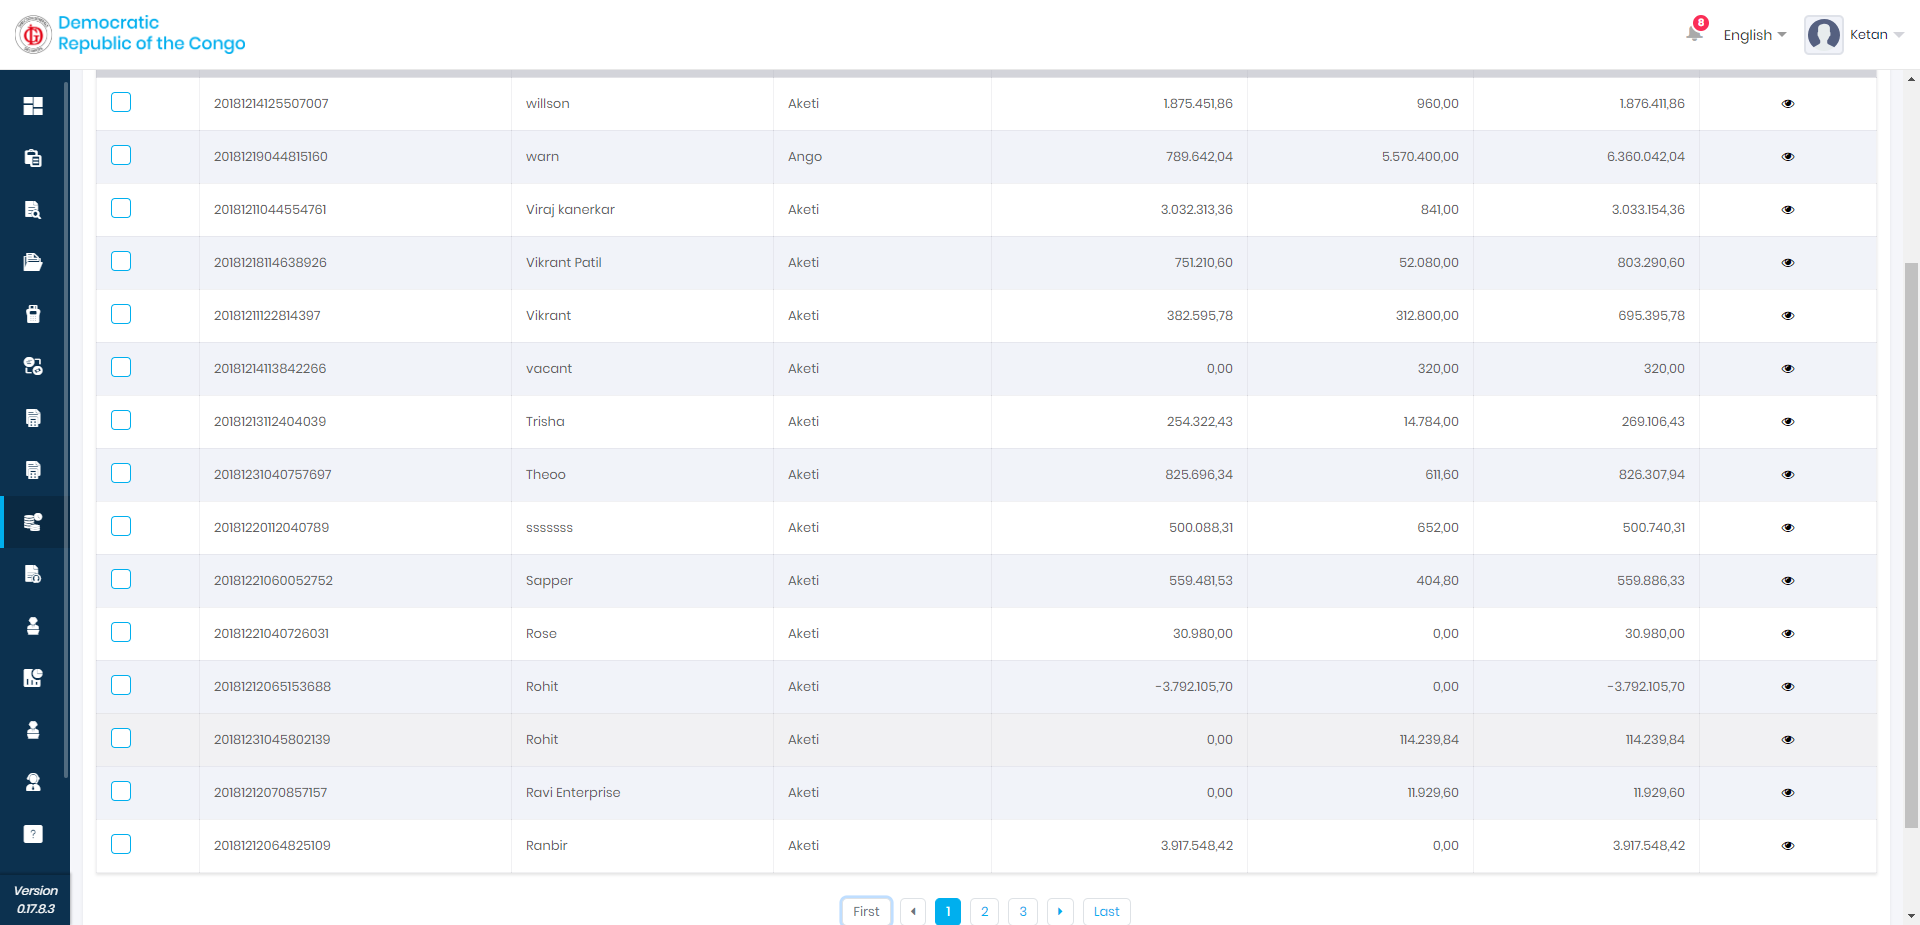 Democratic
Republic of the Congo
8
English
Ketan
20181214125507007 willson Aketi 1.875.451,86 960,00 1.876.411,86
20181219044815160 warn Ango 789.642,04 5.570.400,00 6.360.042,04
20181211044554761 Viraj kanerkar Aketi 3.032.313,36 841,00 3.033.154,36
20181218114638926 Vikrant Patil Aketi 751.210,60 52.080,00 803.290,60
20181211122814397 Vikrant Aketi 382.595,78 312.800,00 695.395,78
20181214113842266 vacant Aketi 0,00 320,00 320,00
20181213112404039 Trisha Aketi 254.322,43 14.784,00 269.106,43
20181231040757697 Theoo Aketi 825.696,34 611,60 826.307,94
20181220112040789 sssssss Aketi 500.088,31 652,00 500.740,31
20181221060052752 Sapper Aketi 559.481,53 404,80 559.886,33
20181221040726031 Rose Aketi 30.980,00 0,00 30.980,00
20181212065153688 Rohit Aketi -3.792.105,70 0,00 -3.792.105,70
20181231045802139 Rohit Aketi 0,00 114.239,84 114.239,84
20181212070857157 Ravi Enterprise Aketi 0,00 11.929,60 11.929,60
20181212064825109 Ranbir Aketi 3.917.548,42 0,00 3.917.548,42
?
Version
0.17.8.3
First 1 2 3 Last